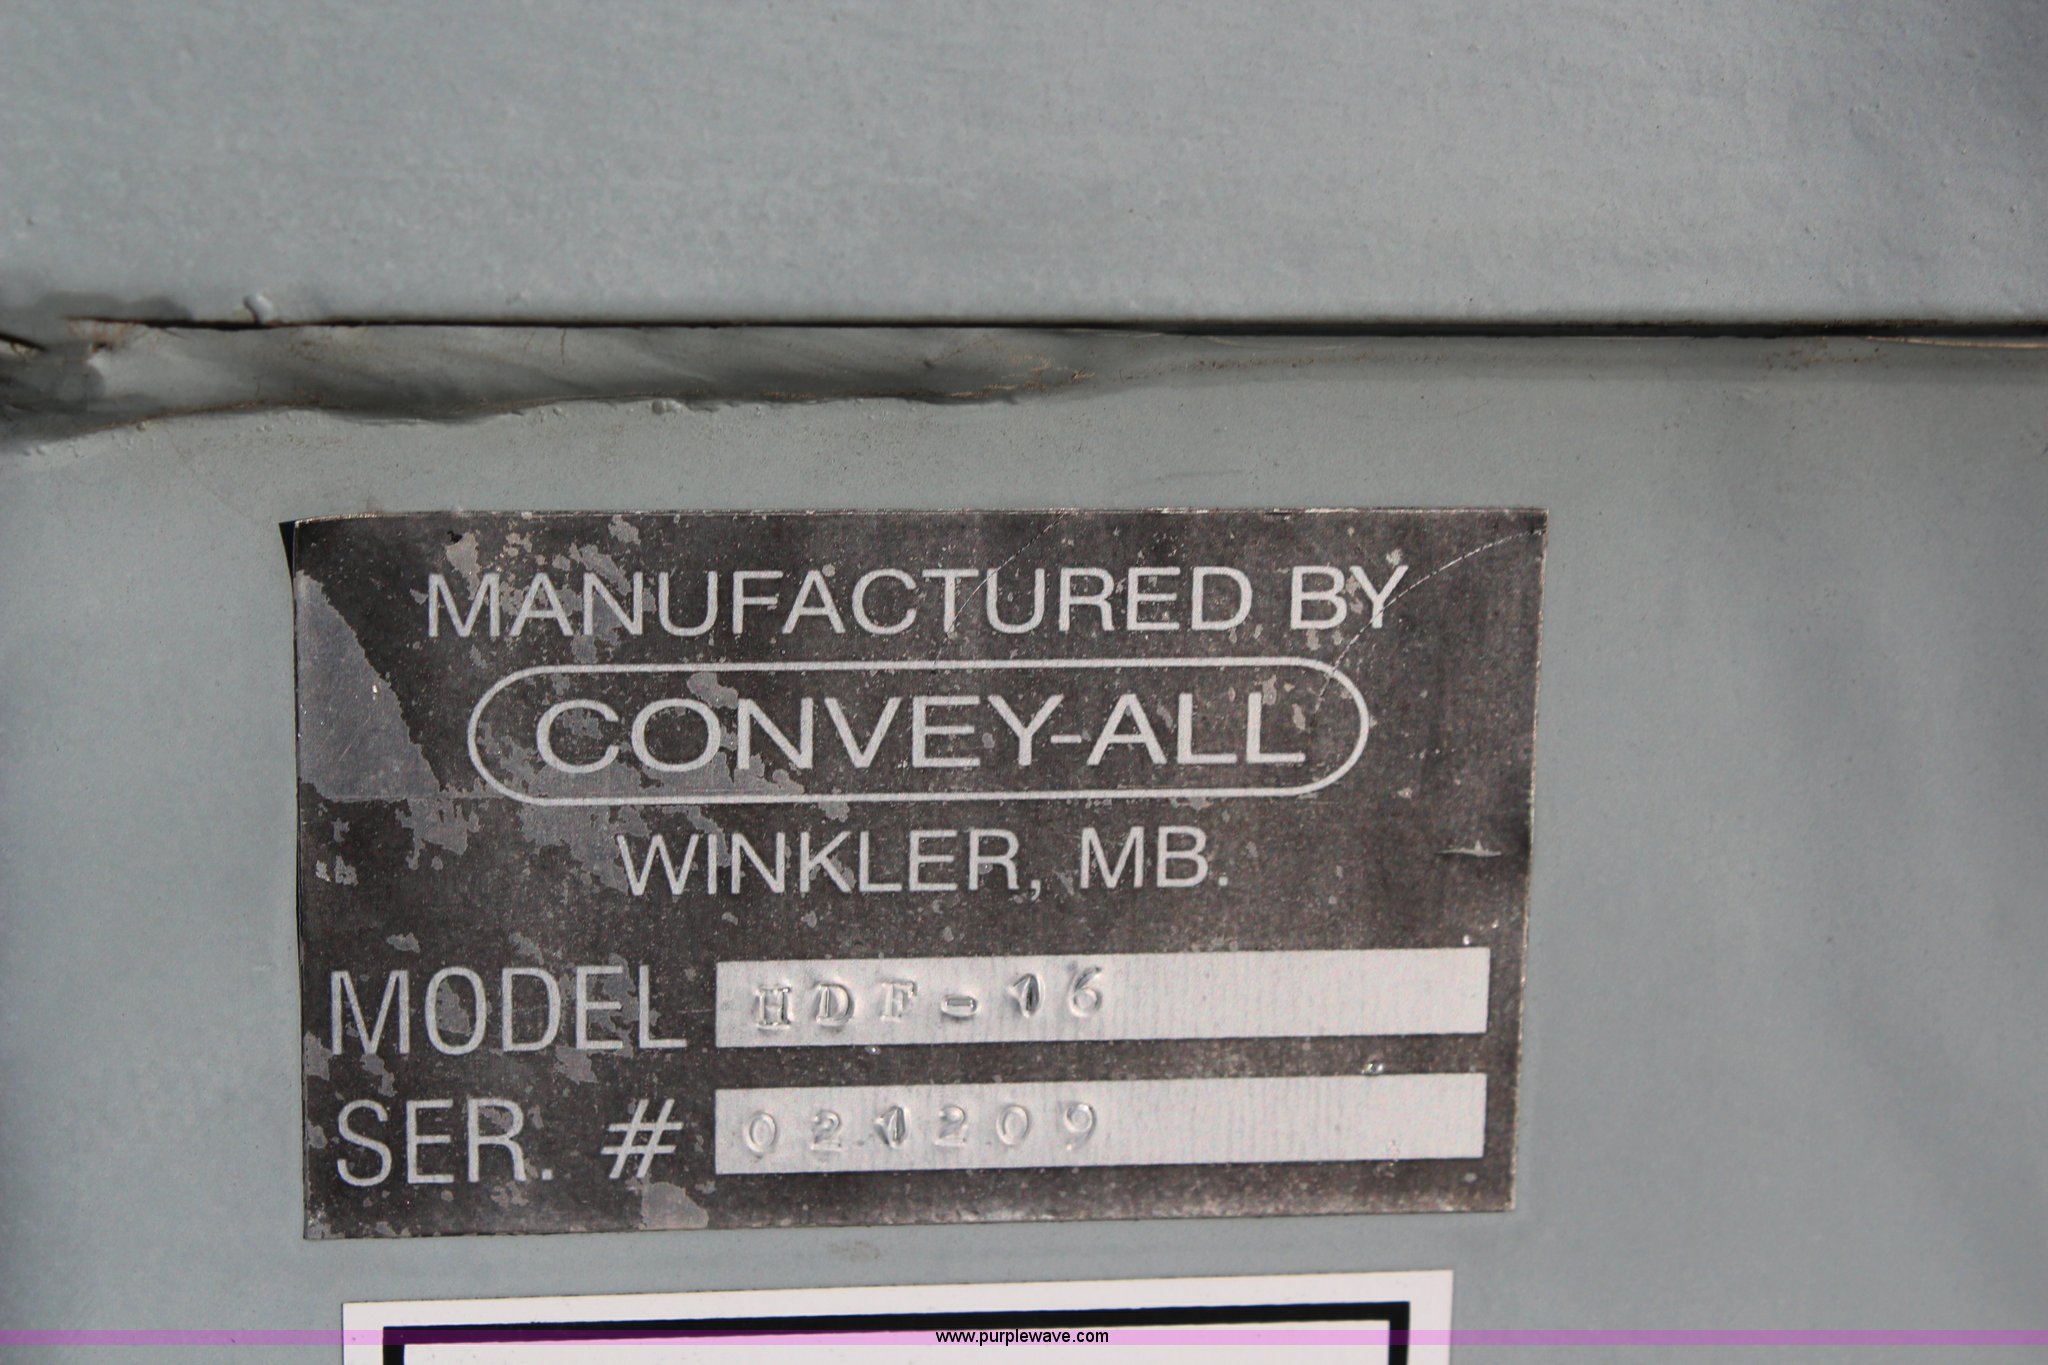 MANUFACTURED BY
CONVEY-ALL
WINKLER, MB.
MODEL HDF-16
SER. # 021209
www.purplewave.com